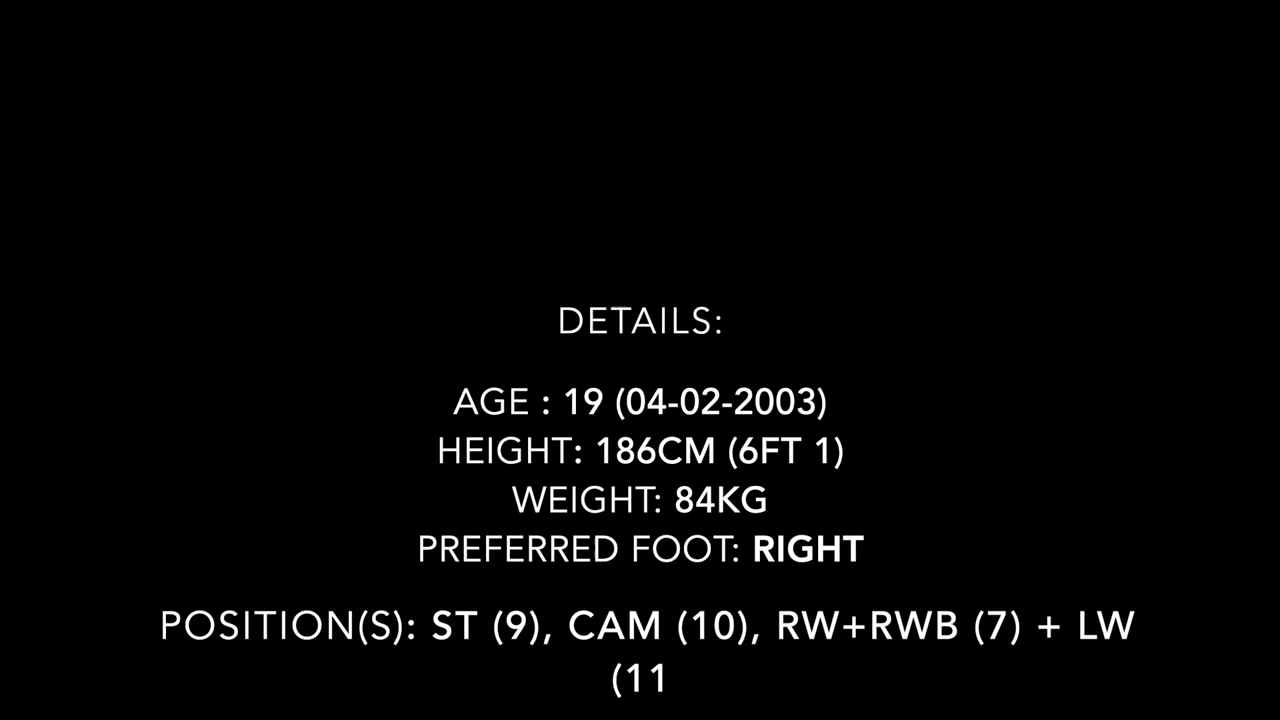 DETAILS:
AGE : 19 (04-02-2003)
HEIGHT: 186CM (6FT 1)
WEIGHT: 84KG
PREFERRED FOOT: RIGHT
POSITION(S): ST (9), CAM (10), RW+RWB (7) + LW
(11